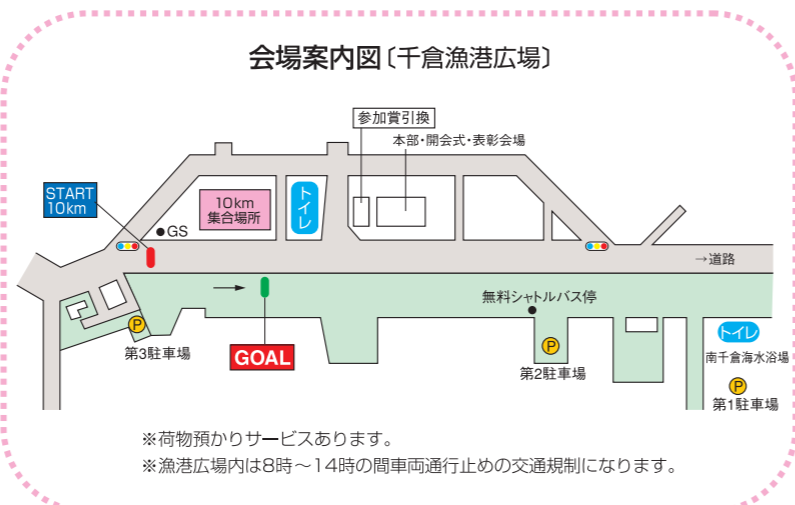 会場案内図〔千倉漁港広場〕
参加賞引換
本部・開会式・表彰会場
START
10km
10km
集合場所
トイレ
GS
→道路
無料シャトルバス停
トイレ
南千倉海水浴場
P
第3駐車場
GOAL
P
第2駐車場
P
第1駐車場
※荷物預かりサービスあります。
※漁港広場内は8時～14時の間車両通行止めの交通規制になります。